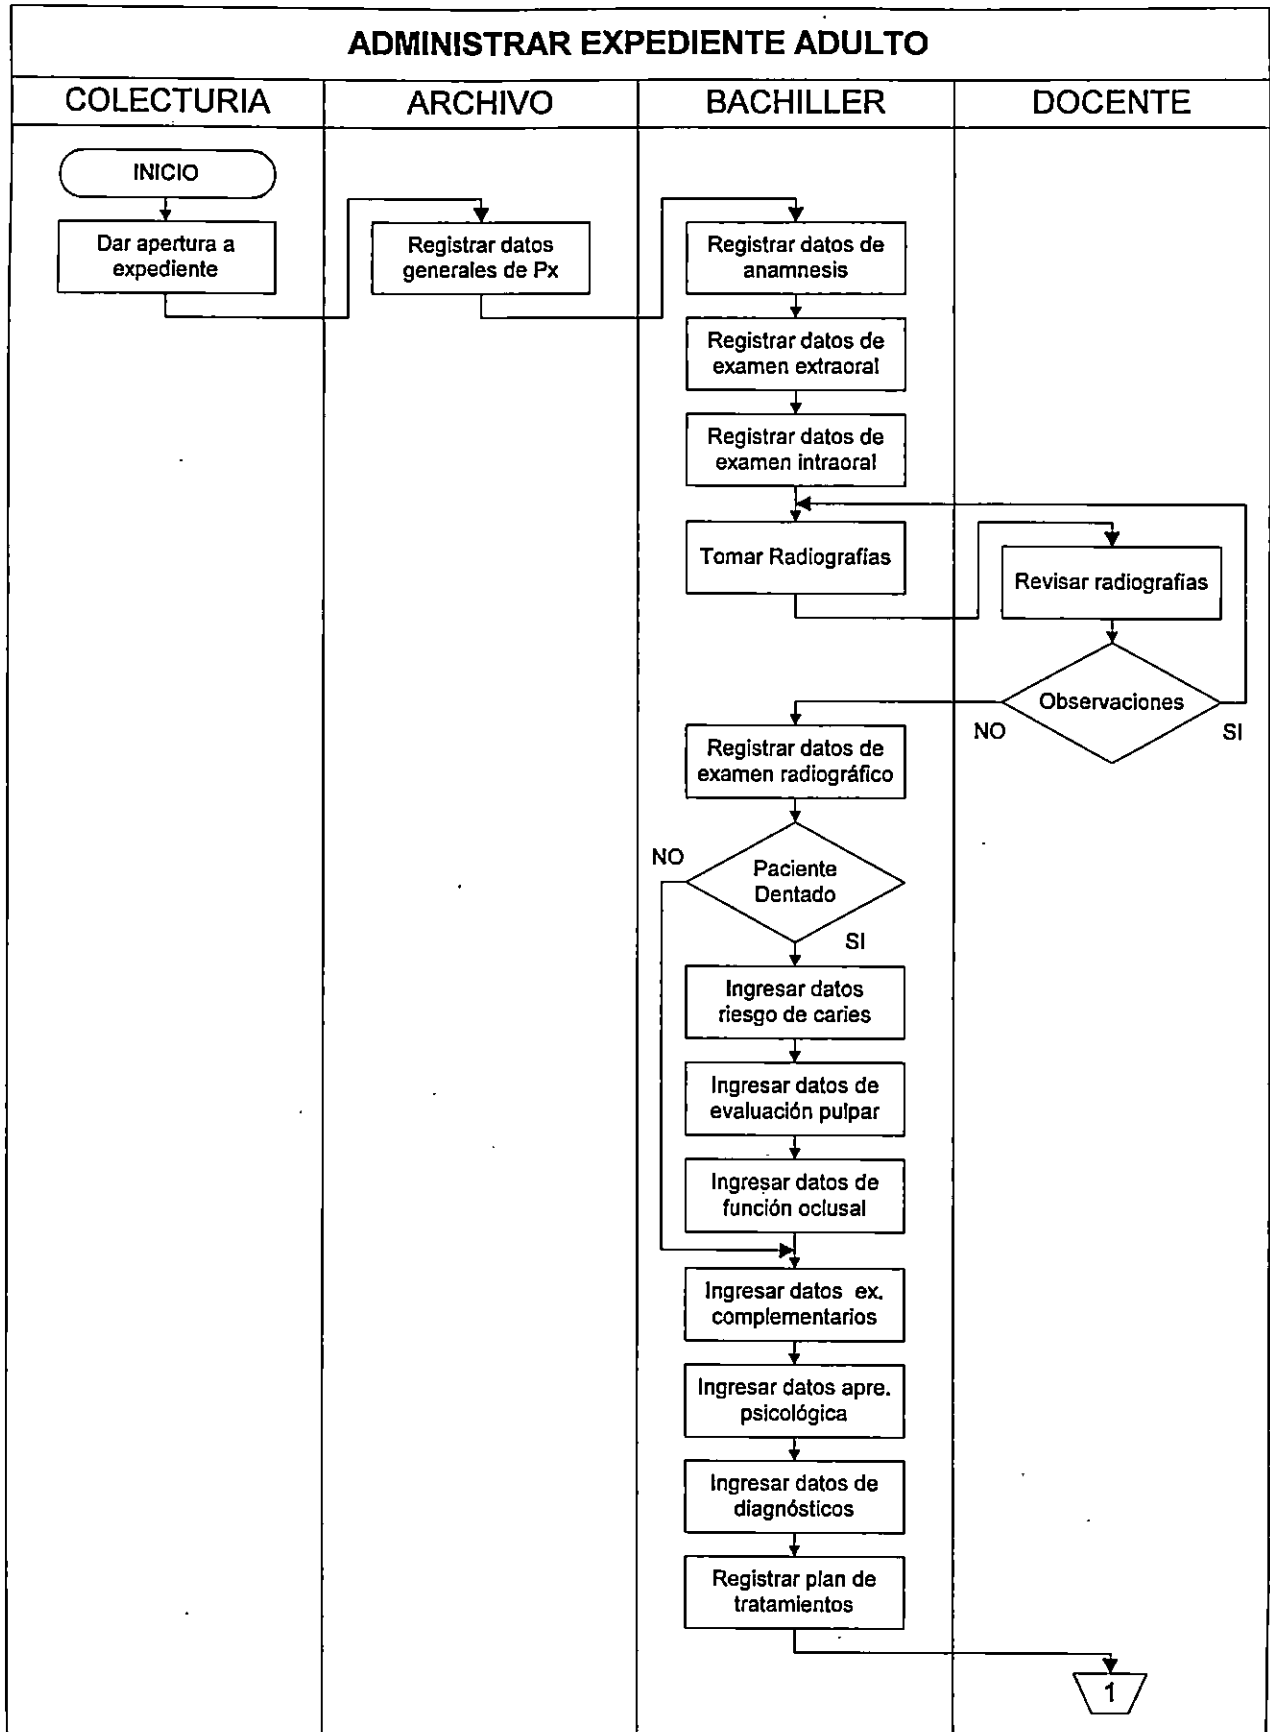 ADMINISTRAR EXPEDIENTE ADULTO
COLECTURIA
ARCHIVO
BACHILLER
DOCENTE
INICIO
Dar apertura a
expediente
Registrar datos
generales de Px
Registrar datos de
anamnesis
Registrar datos de
examen extraoral
Registrar datos de
examen intraoral
Tomar Radiografías
Revisar radiografías
Observaciones
NO
SI
Registrar datos de
examen radiográfico
NO
Paciente
Dentado
SI
Ingresar datos
riesgo de caries
Ingresar datos de
evaluación pulpar
Ingresar datos de
función oclusal
Ingresar datos ex.
complementarios
Ingresar datos apre.
psicológica
Ingresar datos de
diagnósticos
Registrar plan de
tratamientos
1